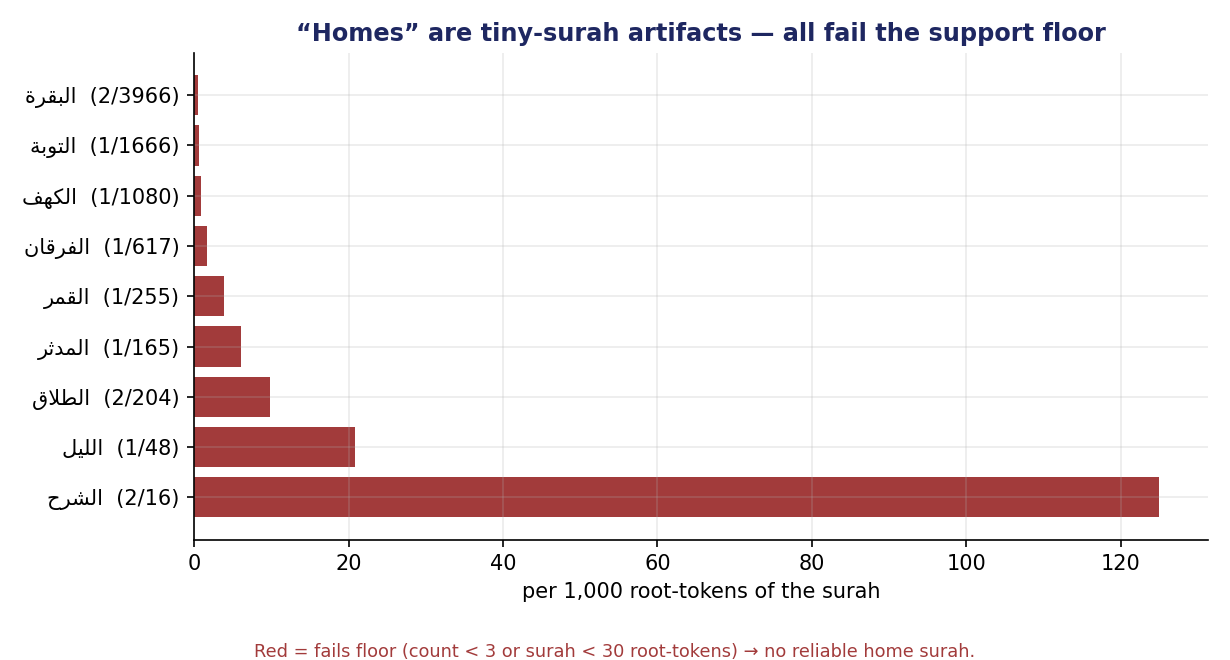 “Homes” are tiny-surah artifacts — all fail the support floor
البقرة (2/3966)
التوبة (1/1666)
الكهف (1/1080)
الفرقان (1/617)
القمر (1/255)
المدثر (1/165)
الطلاق (2/204)
الليل (1/48)
الشرح (2/16)
0 20 40 60 80 100 120
per 1,000 root-tokens of the surah
Red = fails floor (count < 3 or surah < 30 root-tokens) → no reliable home surah.